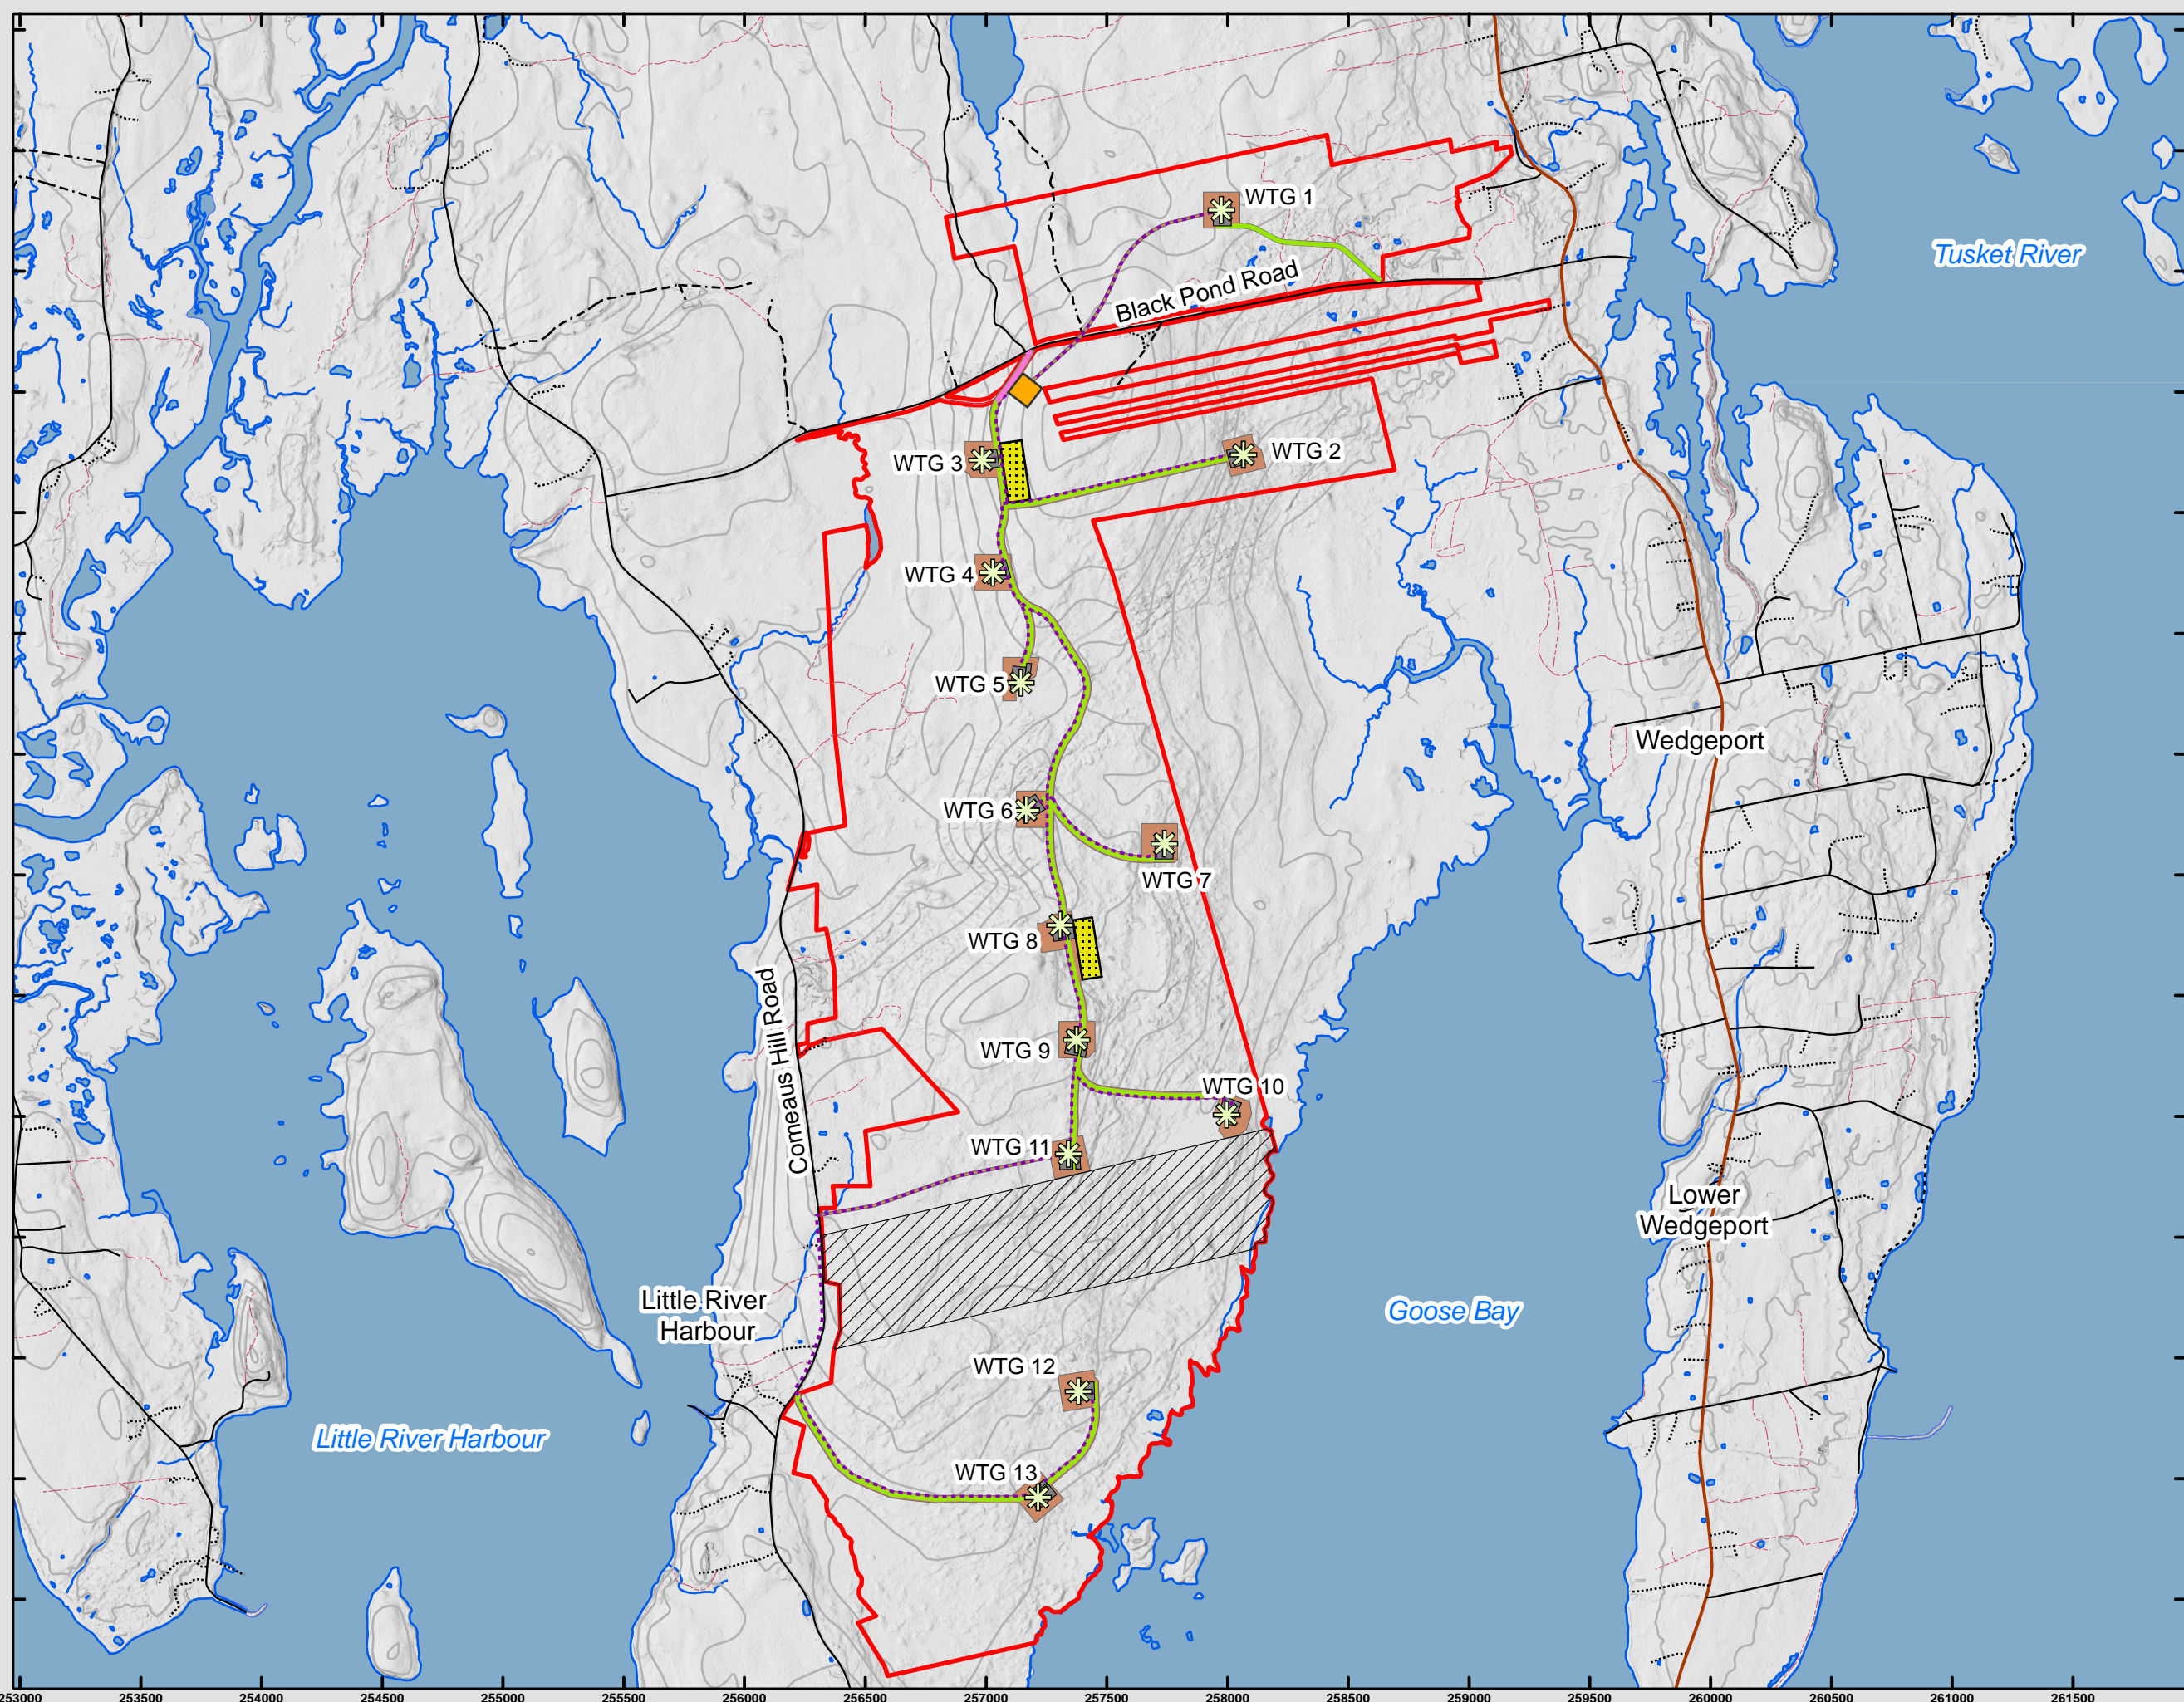 WTG 1
Tusket River
Black Pond Road
WTG 2
WTG 3
WTG 4
WTG 5
Wedgeport
WTG 6
WTG 7
WTG 8
Comeaus Hill Road
WTG 9
WTG 10
WTG 11
Lower
Wedgeport
Little River
Harbour
Goose Bay
WTG 12
Little River Harbour
WTG 13
253000 253500 254000 254500 255000 255500 256000 256500 257000 257500 258000 258500 259000 259500 260000 260500 261000 261500